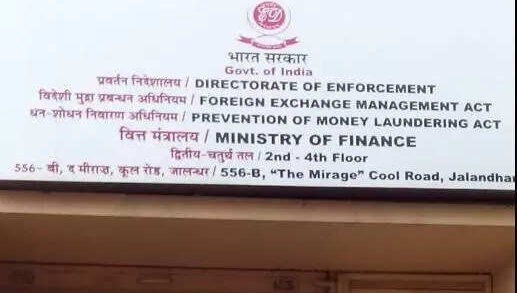 भारत सरकार
Govt. of India
प्रवर्तन निदेशालय / DIRECTORATE OF ENFORCEMENT
विदेशी मुद्रा प्रबन्धन अधिनियम / FOREIGN EXCHANGE MANAGEMENT ACT
धन-शोधन निवारण अधिनियम / PREVENTION OF MONEY LAUNDERING ACT
वित्त मंत्रालय / MINISTRY OF FINANCE
द्वितीय-चतुर्थ तल / 2nd - 4th Floor
556- बी, द मीराज, कूल रोड, जालन्धर / 556-B, "The Mirage" Cool Road, Jalandhar